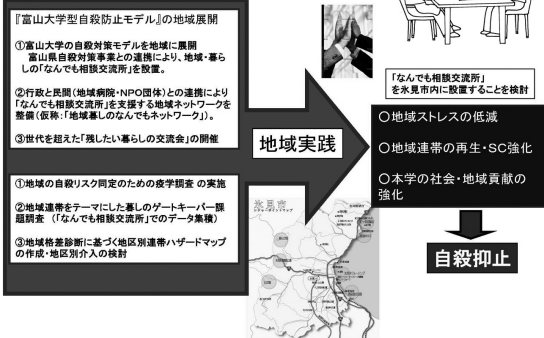 『富山大学型自殺防止モデル』の地域展開
①富山大学の自殺対策モデルを地域に展開
富山県自殺対策事業との連携により、地域・暮ら
しの「なんでも相談交流所」を設置。
②行政と民間（地域病院・NPO団体）との連携により
「なんでも相談交流所」を支援する地域ネットワークを
整備（仮称：「地域暮しのなんでもネットワーク」）。
③世代を超えた「残したい暮らしの交流会」の開催
①地域の自殺リスク同定のための疫学調査 の実施
②地域連帯をテーマにした暮しのゲートキーパー課
題調査 （「なんでも相談交流所」でのデータ集積）
③地域格差診断に基づく地区別連帯ハザードマップ
の作成・地区別介入の検討
地域実践
「なんでも相談交流所」
を氷見市内に設置することを検討
〇地域ストレスの低減
〇地域連帯の再生・SC強化
〇本学の社会・地域貢献の
強化
自殺抑止
氷見市